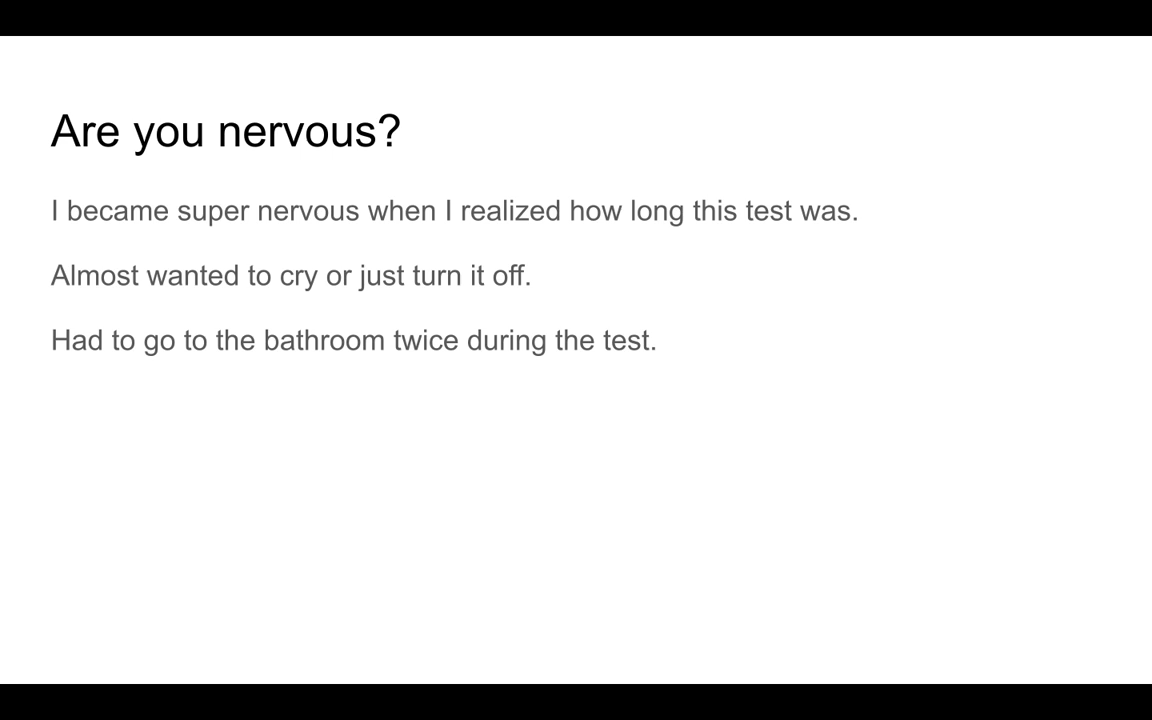 Are you nervous?
I became super nervous when I realized how long this test was.
Almost wanted to cry or just turn it off.
Had to go to the bathroom twice during the test.